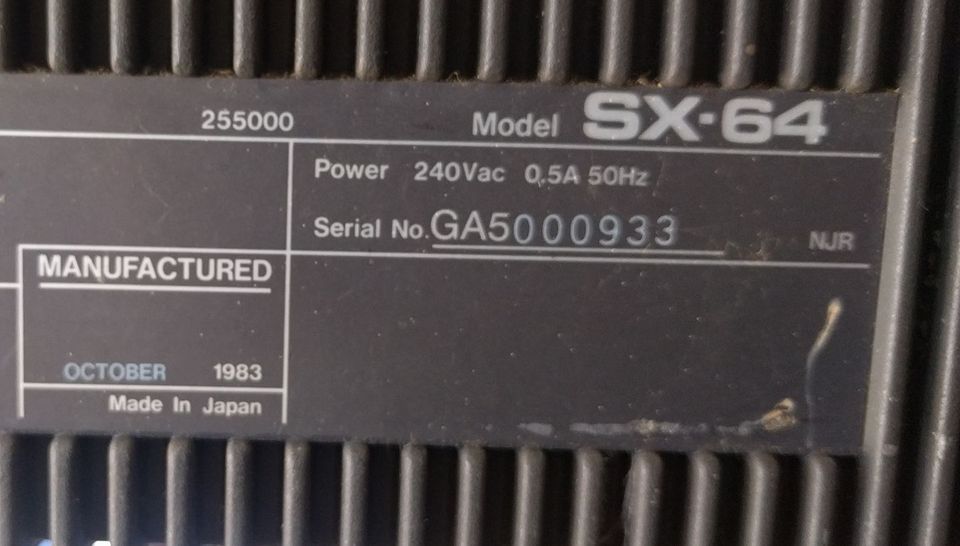 255000 Model SX-64
Power 240Vac 0.5A 50Hz
Serial No. GA5000933 NJR
MANUFACTURED
OCTOBER 1983
Made In Japan